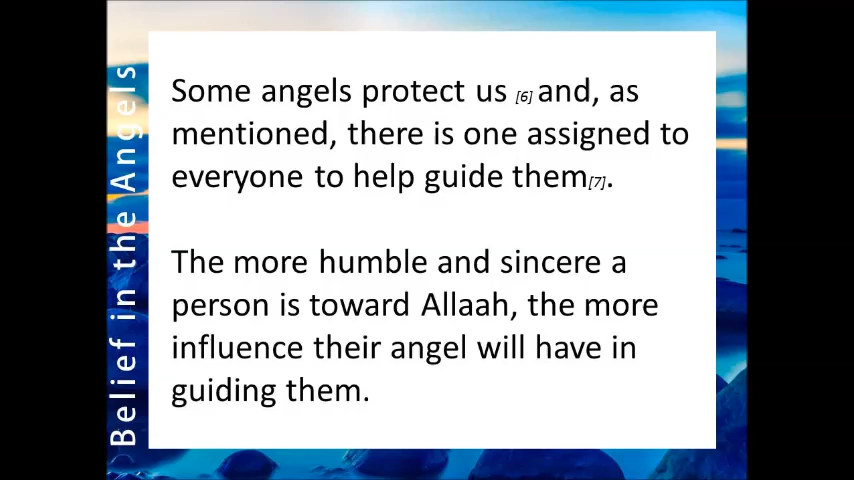 Belief in the Angels
Some angels protect us [6] and, as
mentioned, there is one assigned to
everyone to help guide them[7].
The more humble and sincere a
person is toward Allaah, the more
influence their angel will have in
guiding them.